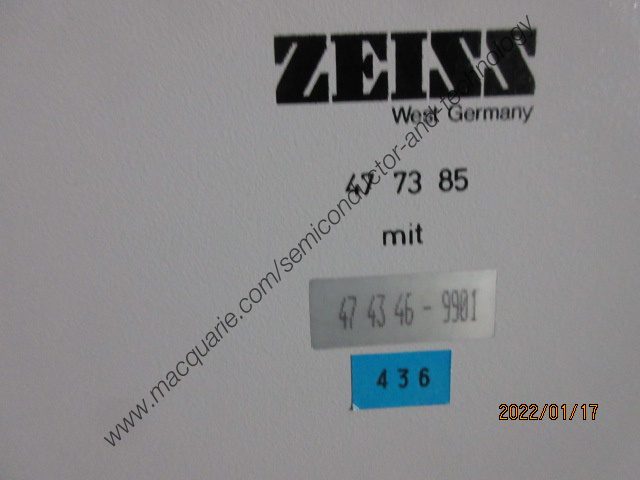 ZEISS
West Germany
47 73 85
mit
47 43 46 - 9901
436
2022/01/17
www.macquarie.com/semiconductor-and-technology